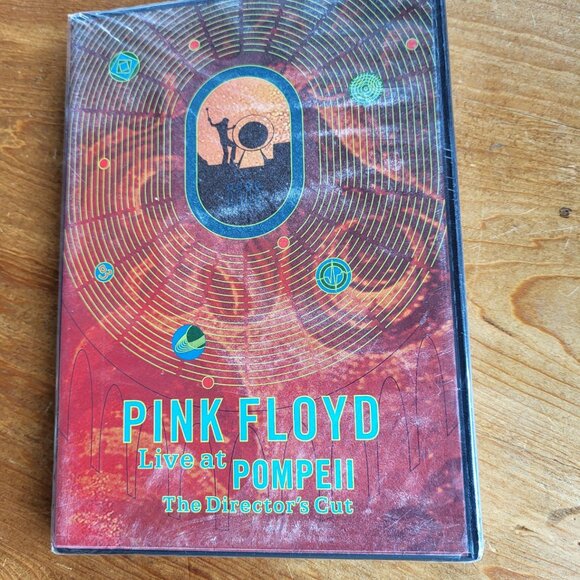 PINK FLOYD
Live at POMPEII
The Director's Cut